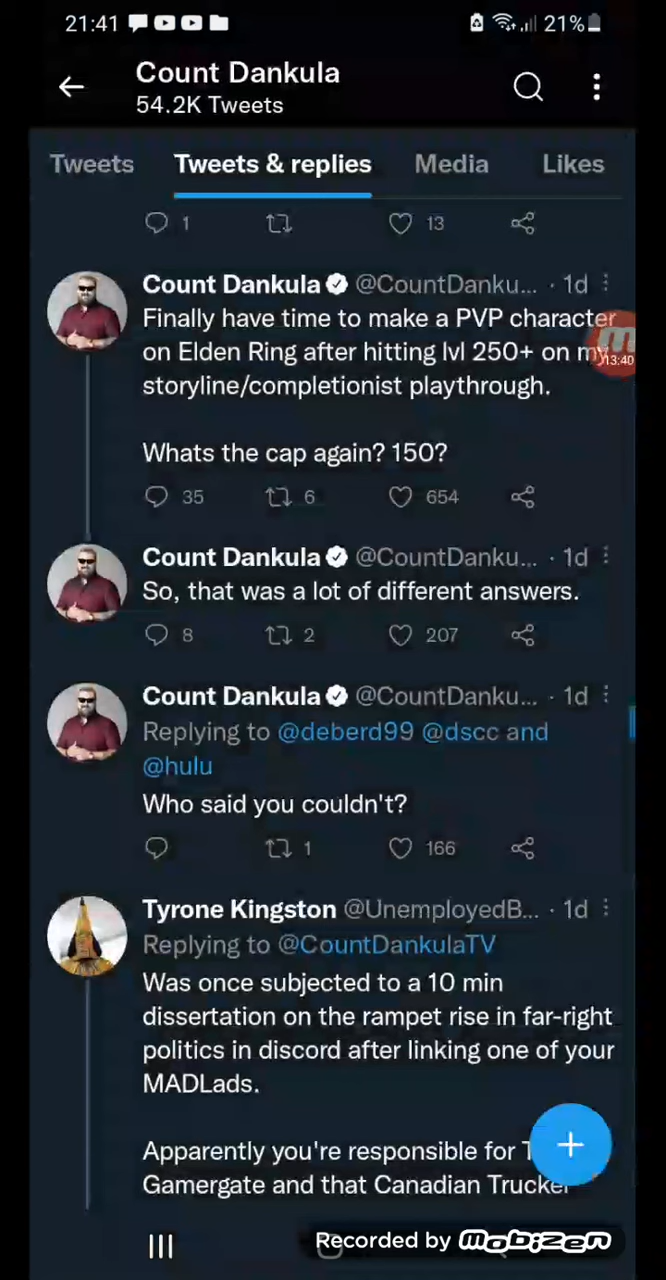 21:41 21%
Count Dankula
54.2K Tweets
Tweets Tweets & replies Media Likes
1 13
Count Dankula @CountDanku... · 1d
Finally have time to make a PVP character
on Elden Ring after hitting lvl 250+ on my
13:40
storyline/completionist playthrough.
Whats the cap again? 150?
35 6 654
Count Dankula @CountDanku... · 1d
So, that was a lot of different answers.
8 2 207
Count Dankula @CountDanku... · 1d
Replying to @deberd99 @dscc and
@hulu
Who said you couldn't?
1 166
Tyrone Kingston @UnemployedB... · 1d
Replying to @CountDankulaTV
Was once subjected to a 10 min
dissertation on the rampet rise in far-right
politics in discord after linking one of your
MADLads.
Apparently you're responsible for
Gamergate and that Canadian Trucker
Recorded by mobizen